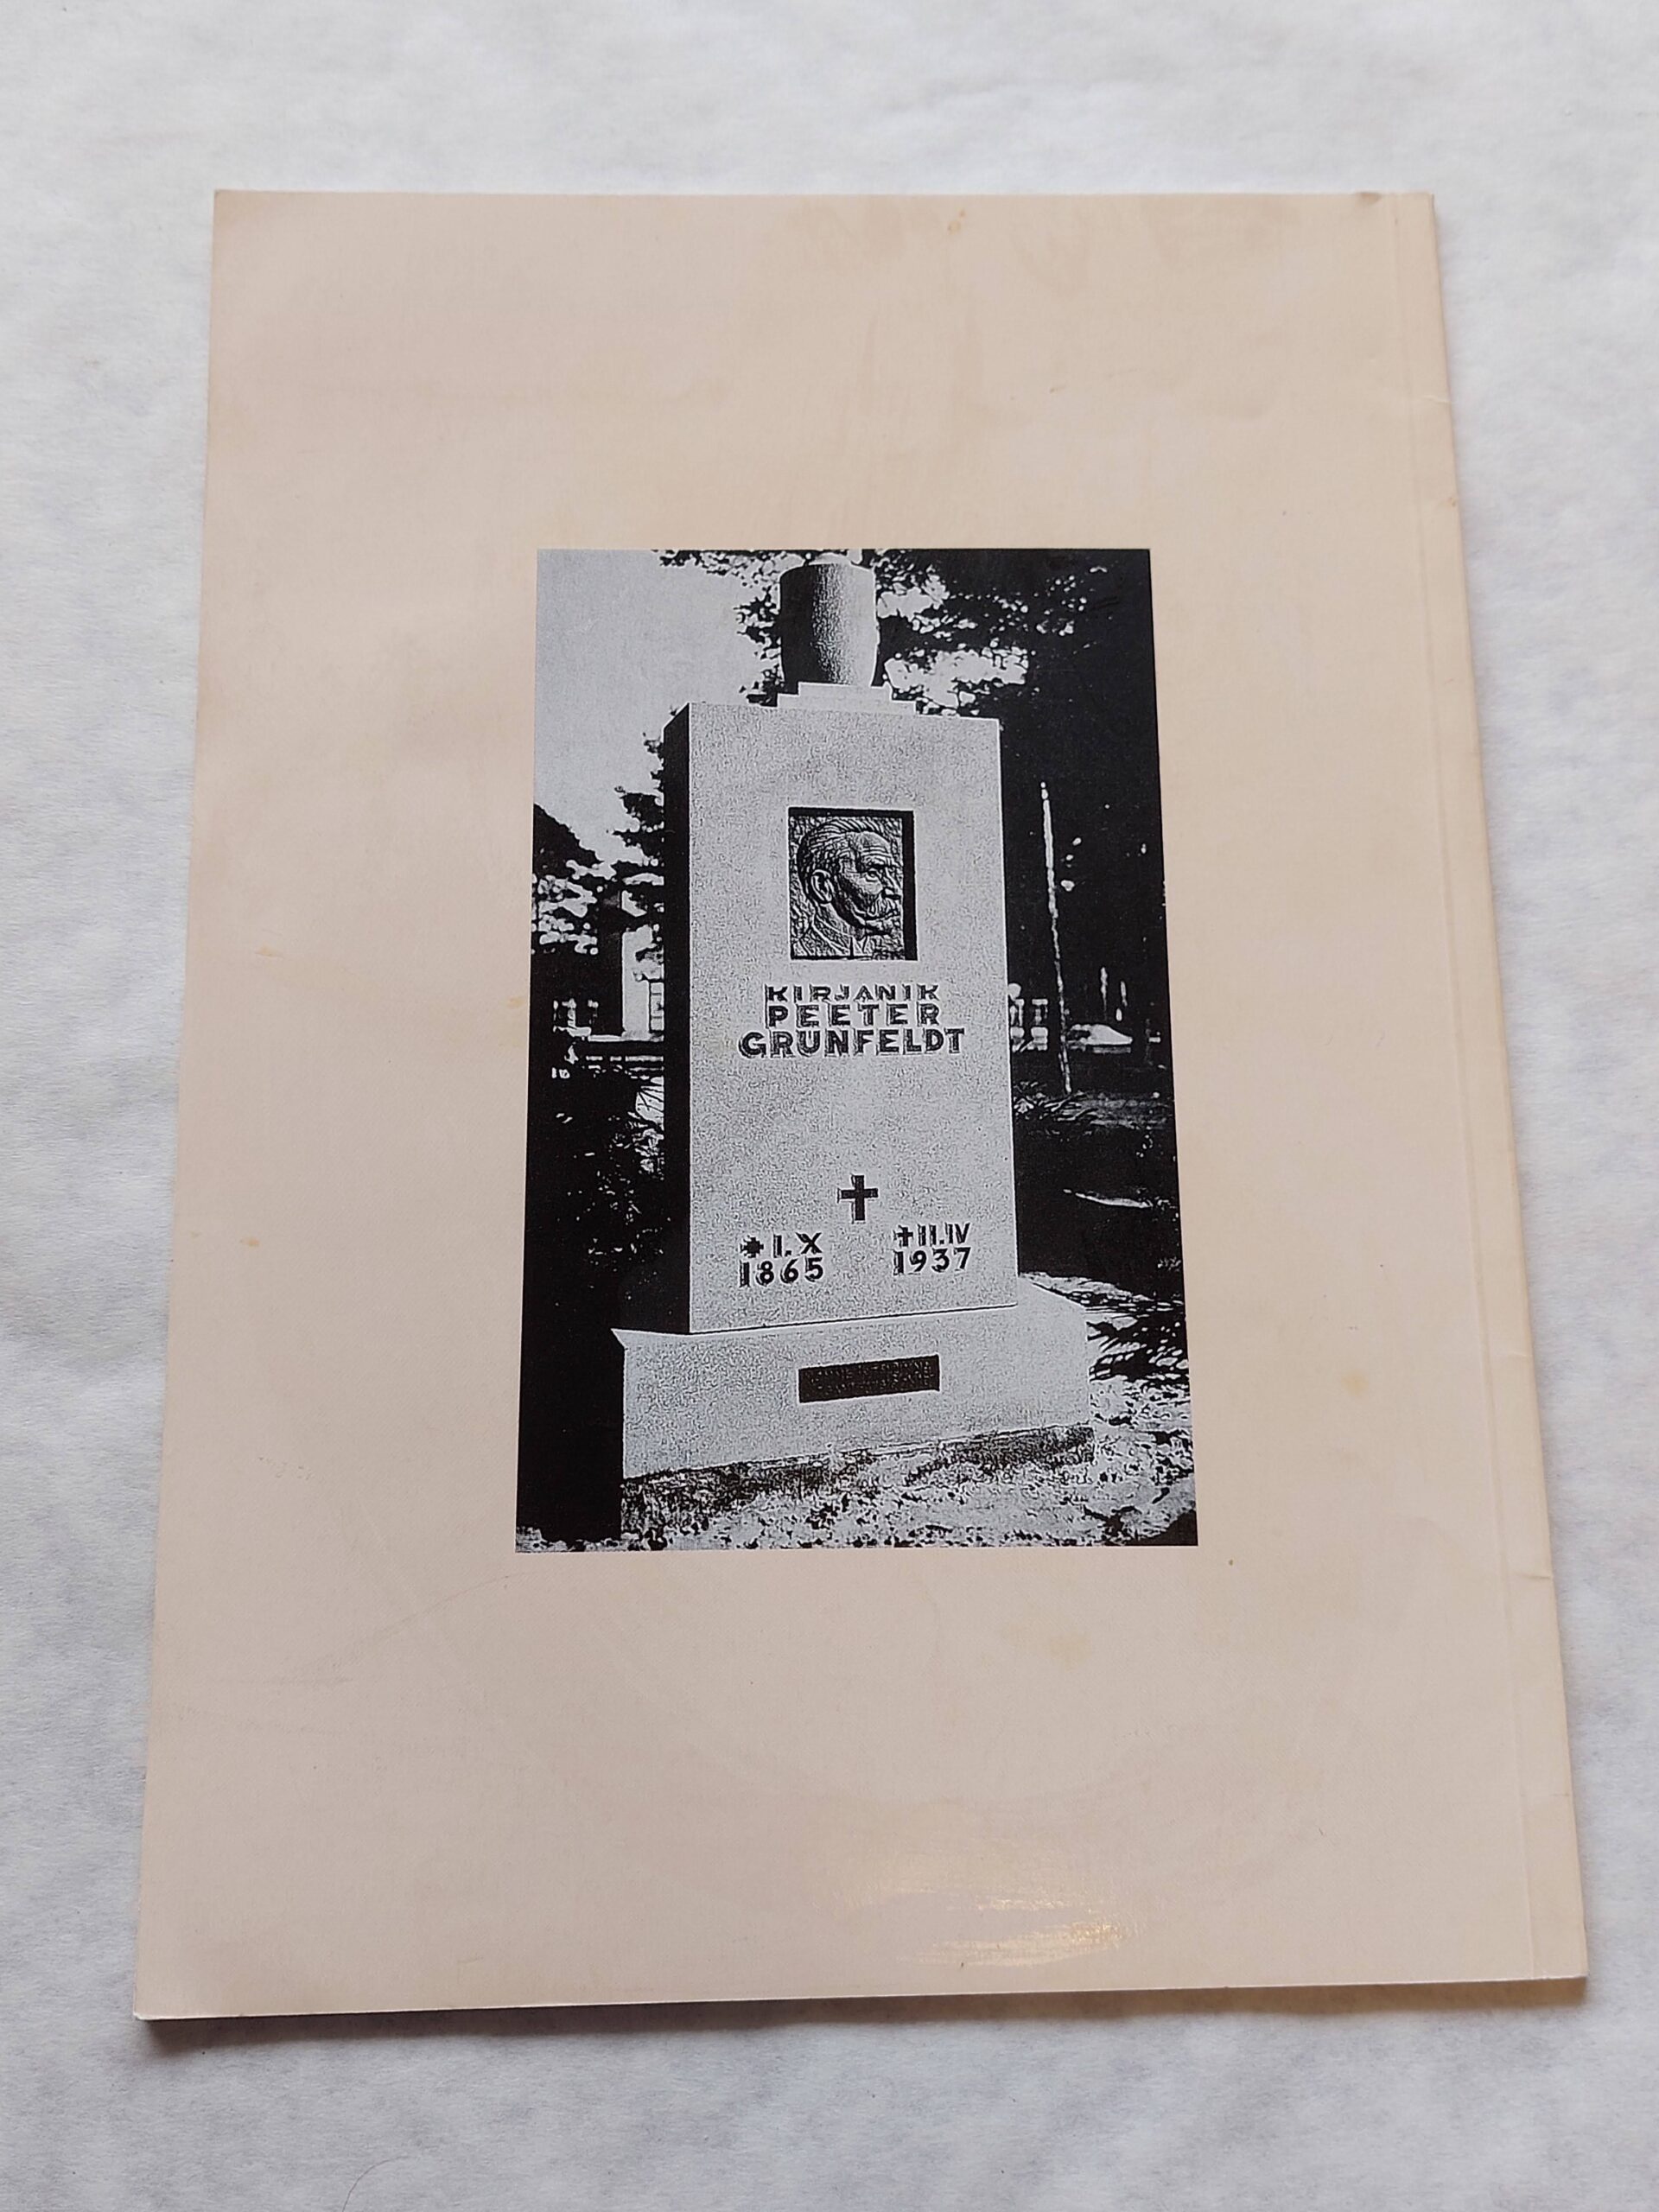 KIRJANIK
PEETER
GRÜNFELDT
I. X
1865
II. IV
1937